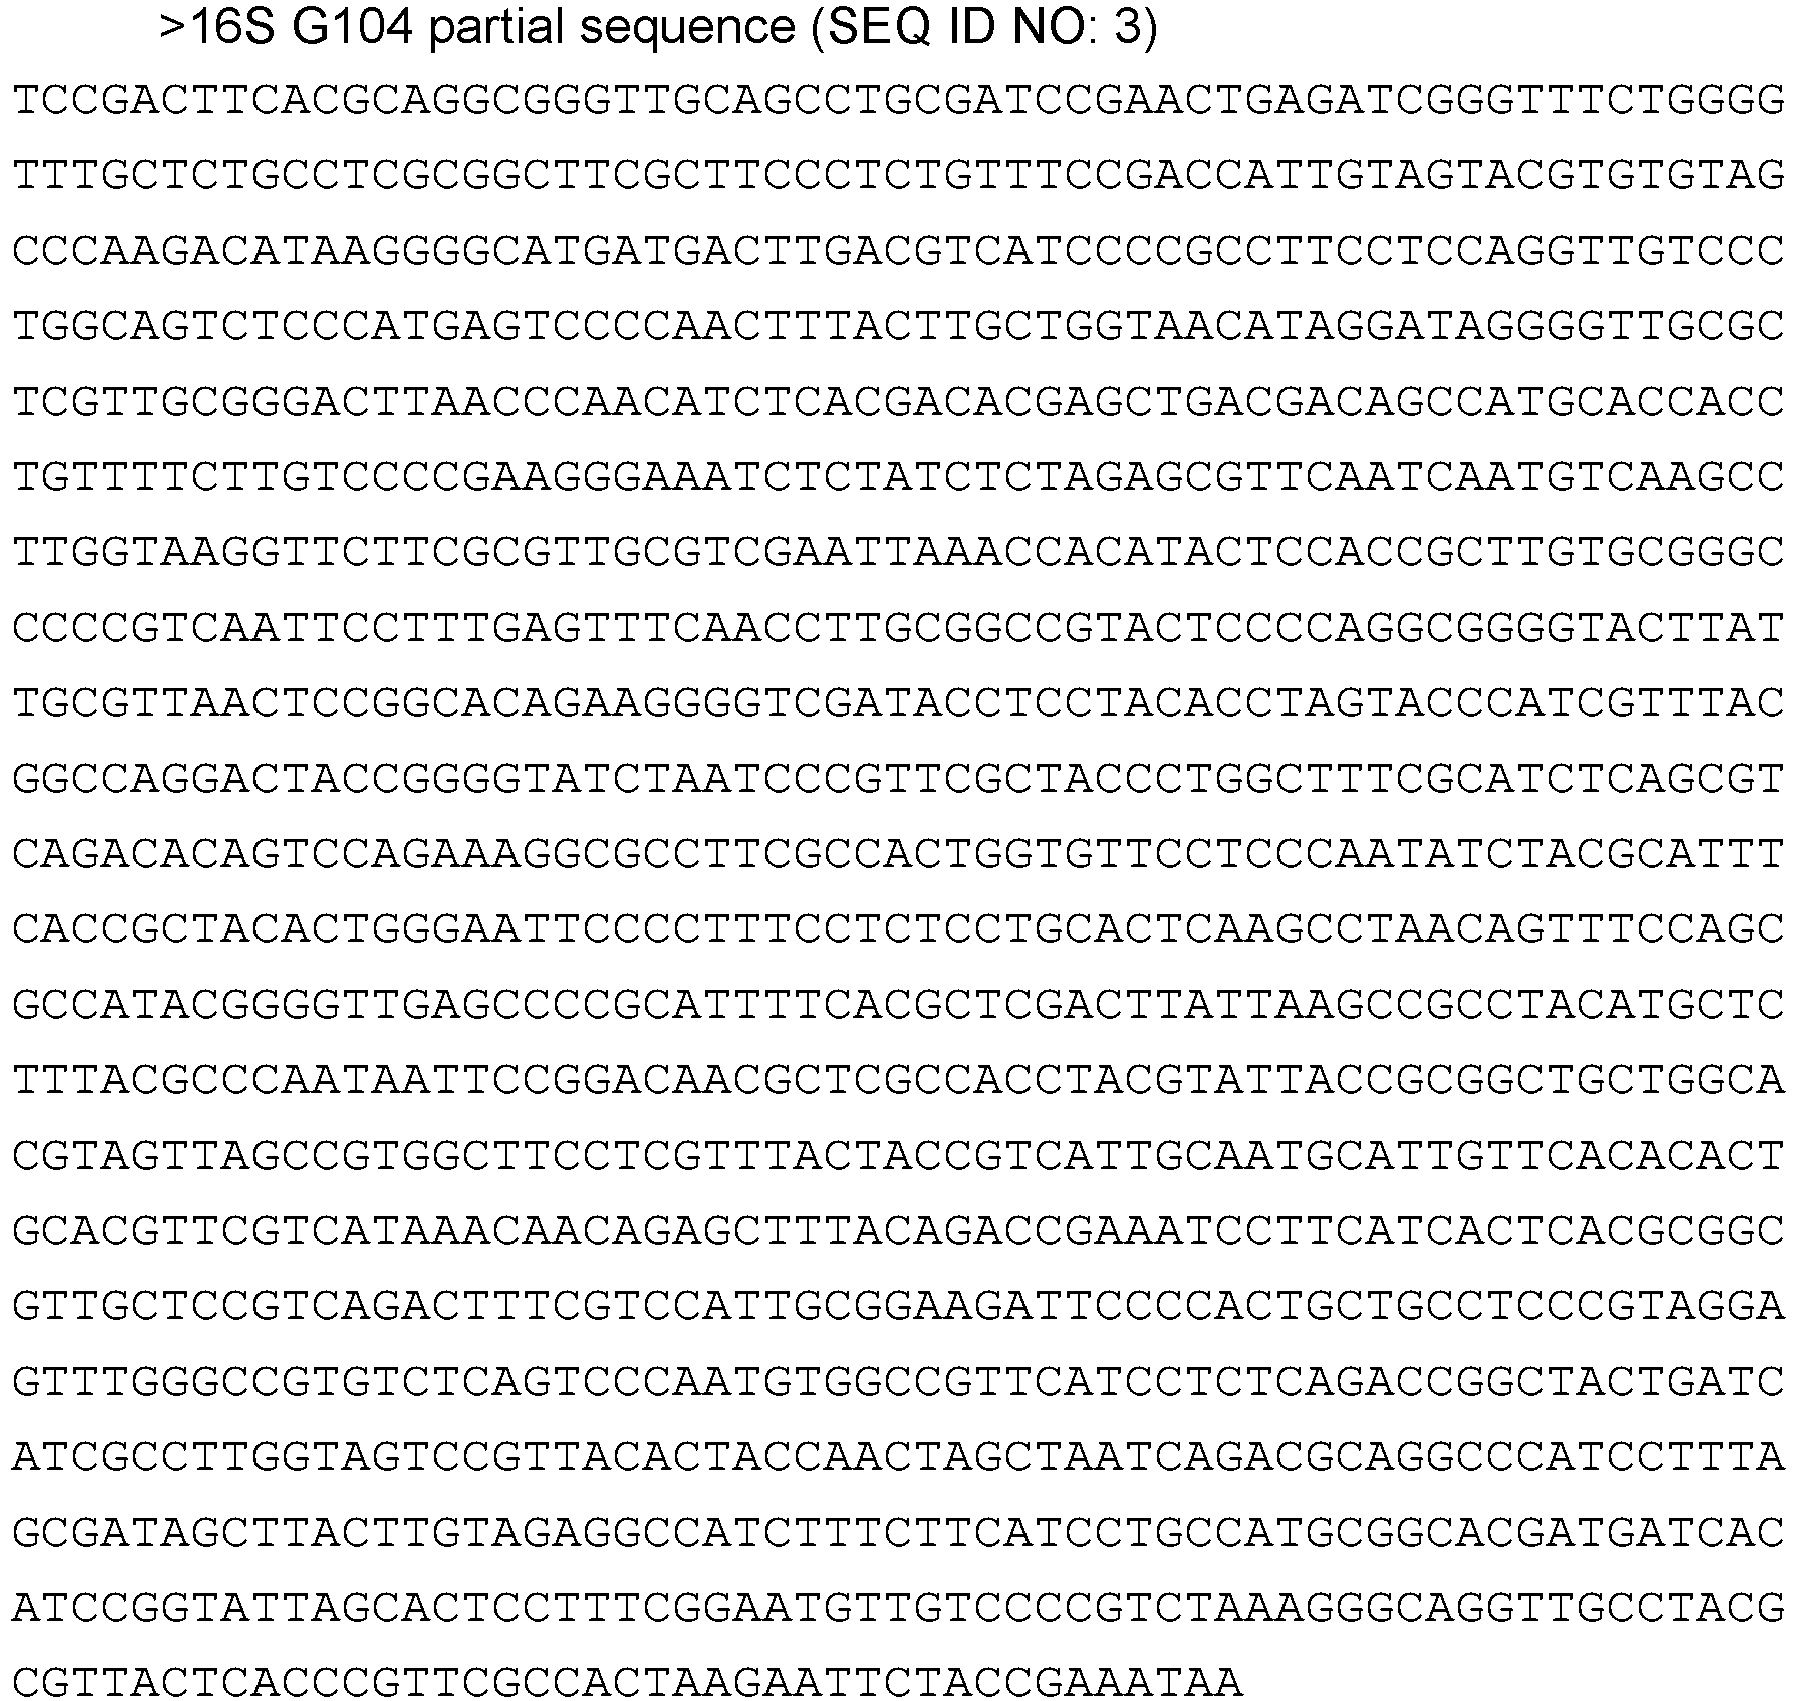 >16S G104 partial sequence (SEQ ID NO: 3)
TCCGACTTCACGCAGGCGGGTTGCAGCCTGCGATCCGAACTGAGATCGGGTTTCTGGGG
TTTGCTCTGCCTCGCGGCTTCGCTTCCCTCTGTTTCCGACCATTGTAGTACGTGTGTAG
CCCAAGACATAAGGGGCATGATGACTTGACGTCATCCCCGCCTTCCTCCAGGTTGTCCC
TGGCAGTCTCCCATGAGTCCCCAACTTTACTTGCTGGTAACATAGGATAGGGGTTGCGC
TCGTTGCGGGACTTAACCCAACATCTCACGACACGAGCTGACGACAGCCATGCACCACC
TGTTTTCTTGTCCCCGAAGGGAAATCTCTATCTCTAGAGCGTTCAATCAATGTCAAGCC
TTGGTAAGGTTCTTCGCGTTGCGTCGAATTAAACCACATACTCCACCGCTTGTGCGGGC
CCCCGTCAATTCCTTTGAGTTTCAACCTTGCGGCCGTACTCCCCAGGCGGGGTACTTAT
TGCGTTAACTCCGGCACAGAAGGGGTCGATACCTCCTACACCTAGTACCCATCGTTTAC
GGCCAGGACTACCGGGGTATCTAATCCCGTTCGCTACCCTGGCTTTCGCATCTCAGCGT
CAGACACAGTCCAGAAAGGCGCCTTCGCCACTGGTGTTCCTCCCAATATCTACGCATTT
CACCGCTACACTGGGAATTCCCCTTTCCTCTCCTGCACTCAAGCCTAACAGTTTCCAGC
GCCATACGGGGTTGAGCCCCGCATTTTCACGCTCGACTTATTAAGCCGCCTACATGCTC
TTTACGCCCAATAATTCCGGACAACGCTCGCCACCTACGTATTACCGCGGCTGCTGGCA
CGTAGTTAGCCGTGGCTTCCTCGTTTACTACCGTCATTGCAATGCATTGTTCACACACT
GCACGTTCGTCATAAACAACAGAGCTTTACAGACCGAAATCCTTCATCACTCACGCGGC
GTTGCTCCGTCAGACTTTCGTCCATTGCGGAAGATTCCCCACTGCTGCCTCCCGTAGGA
GTTTGGGCCGTGTCTCAGTCCCAATGTGGCCGTTCATCCTCTCAGACCGGCTACTGATC
ATCGCCTTGGTAGTCCGTTACACTACCAACTAGCTAATCAGACGCAGGCCCATCCTTTA
GCGATAGCTTACTTGTAGAGGCCATCTTTCTTCATCCTGCCATGCGGCACGATGATCAC
ATCCGGTATTAGCACTCCTTTCGGAATGTTGTCCCCGTCTAAAGGGCAGGTTGCCTACG
CGTTACTCACCCGTTCGCCACTAAGAATTCTACCGAAATAA